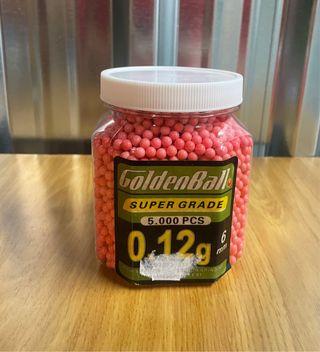 GoldenBall
SUPER GRADE
5.000 PCS
0.12g
6
mm